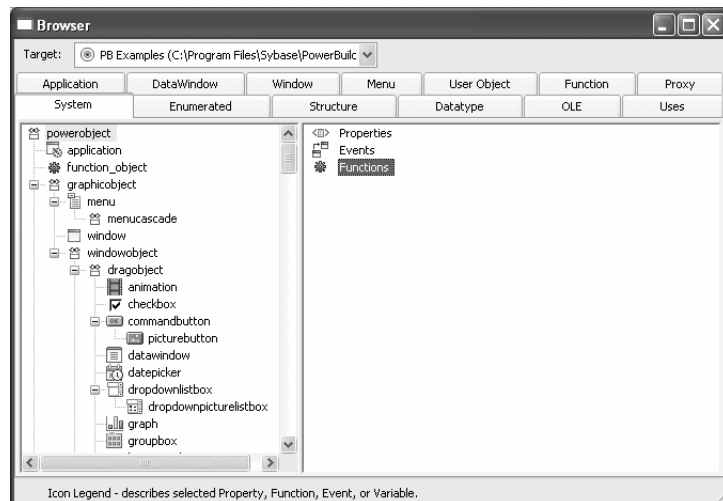 Browser
Target: PB Examples (C:\Program Files\Sybase\PowerBuilc
Application DataWindow Window Menu User Object Function Proxy
System Enumerated Structure Datatype OLE Uses
powerobject
application
function_object
graphicobject
menu
menucascade
window
windowobject
dragobject
animation
checkbox
commandbutton
picturebutton
datawindow
datepicker
dropdownlistbox
dropdownpicturelistbox
graph
groupbox
Properties
Events
Functions
Icon Legend - describes selected Property, Function, Event, or Variable.